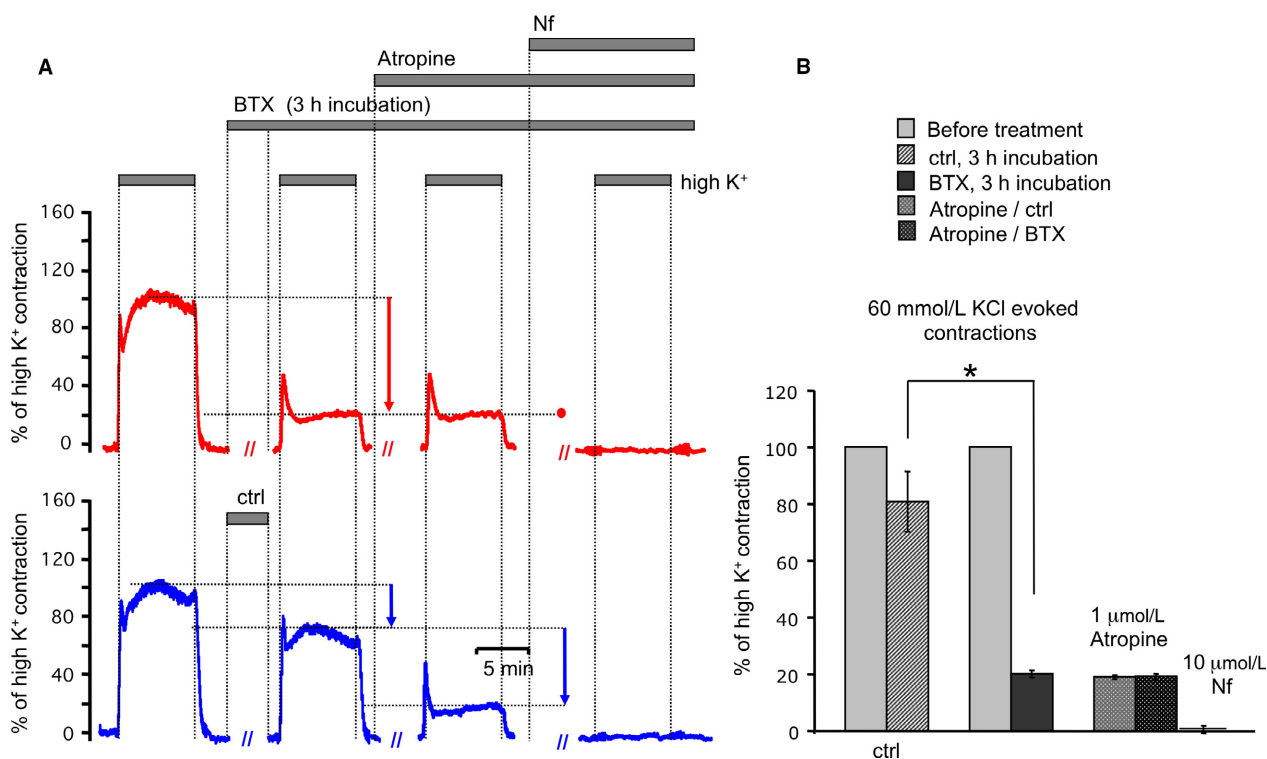 A
Nf
Atropine
BTX (3 h incubation)
high K⁺
% of high K⁺ contraction
160
120
80
40
0
//
//
//
% of high K⁺ contraction
160
120
80
40
0
ctrl
5 min
//
//
//
B
Before treatment
ctrl, 3 h incubation
BTX, 3 h incubation
Atropine / ctrl
Atropine / BTX
60 mmol/L KCl evoked
contractions
*
% of high K⁺ contraction
120
100
80
60
40
20
0
1 μmol/L
Atropine
10 μmol/L
Nf
ctrl